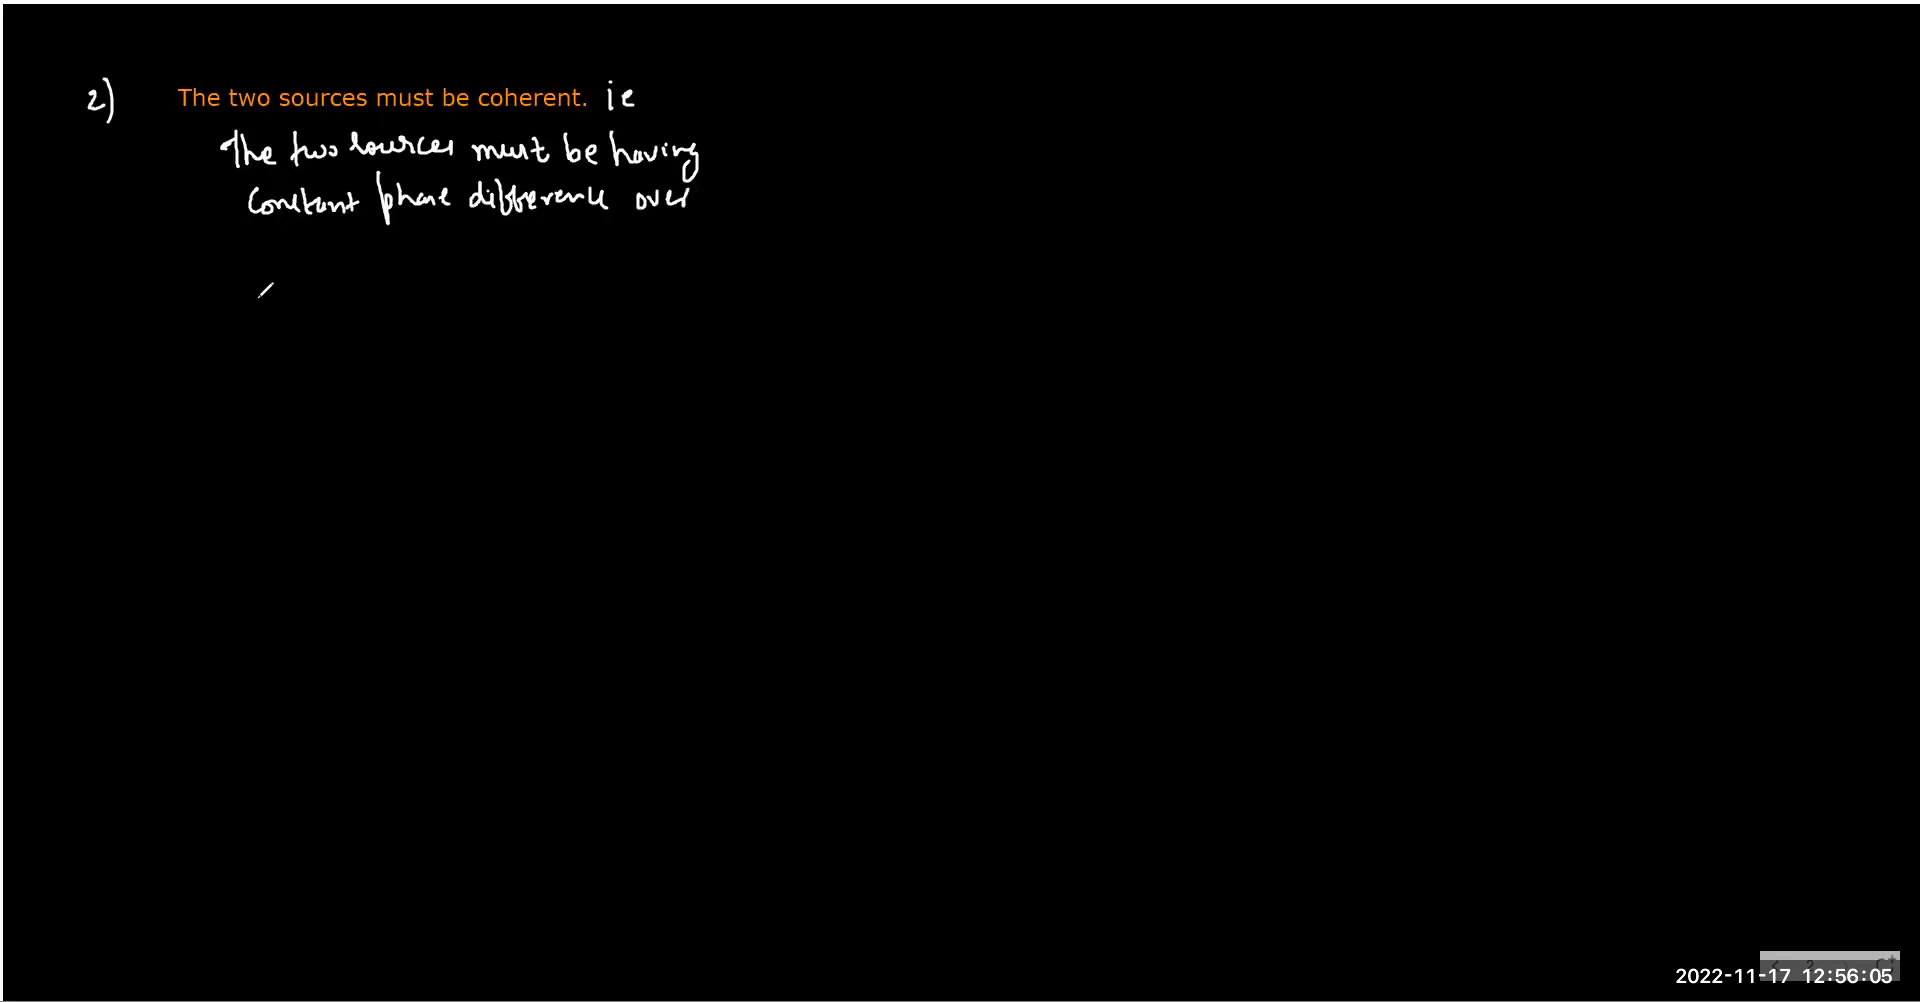 2) The two sources must be coherent. ie
The two sources must be having
constant phase difference over
2022-11-17 12:56:05